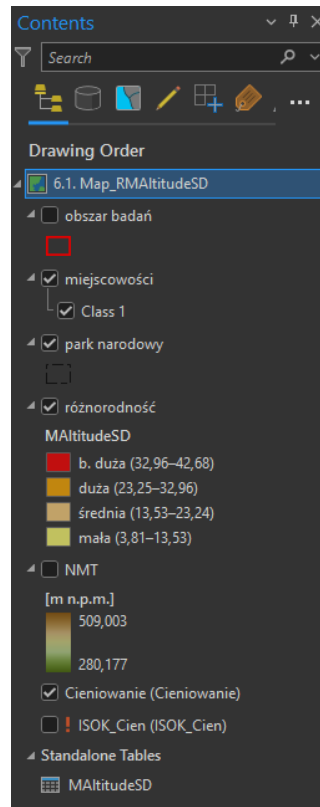 Contents
Search
Drawing Order
6.1. Map_RMAltitudeSD
obszar badań
miejscowości
Class 1
park narodowy
różnorodność
MAltitudeSD
b. duża (32,96–42,68)
duża (23,25–32,96)
średnia (13,53–23,24)
mała (3,81–13,53)
NMT
[m n.p.m.]
509,003
280,177
Cieniowanie (Cieniowanie)
! ISOK_Cien (ISOK_Cien)
Standalone Tables
MAltitudeSD